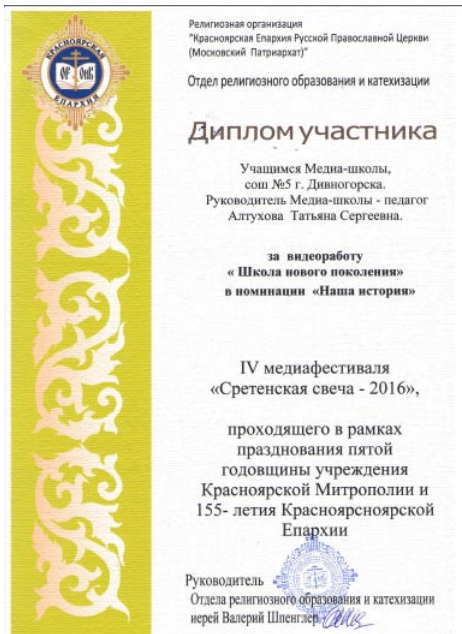 КРАСНОЯРСКАЯ
ЕПАРХИЯ
Религиозная организация
"Красноярская Епархия Русской Православной Церкви
(Московский Патриархат)"
Отдел религиозного образования и катехизации
Диплом участника
Учащимся Медиа-школы,
сош №5 г. Дивногорска.
Руководитель Медиа-школы - педагог
Алтухова Татьяна Сергеевна.
за видеоработу
« Школа нового поколения»
в номинации «Наша история»
IV медиафестиваля
«Сретенская свеча - 2016»,
проходящего в рамках
празднования пятой
годовщины учреждения
Красноярской Митрополии и
155- летия Красноярсноярской
Епархии
Руководитель
Отдела религиозного образования и катехизации
иерей Валерий Шпенглер